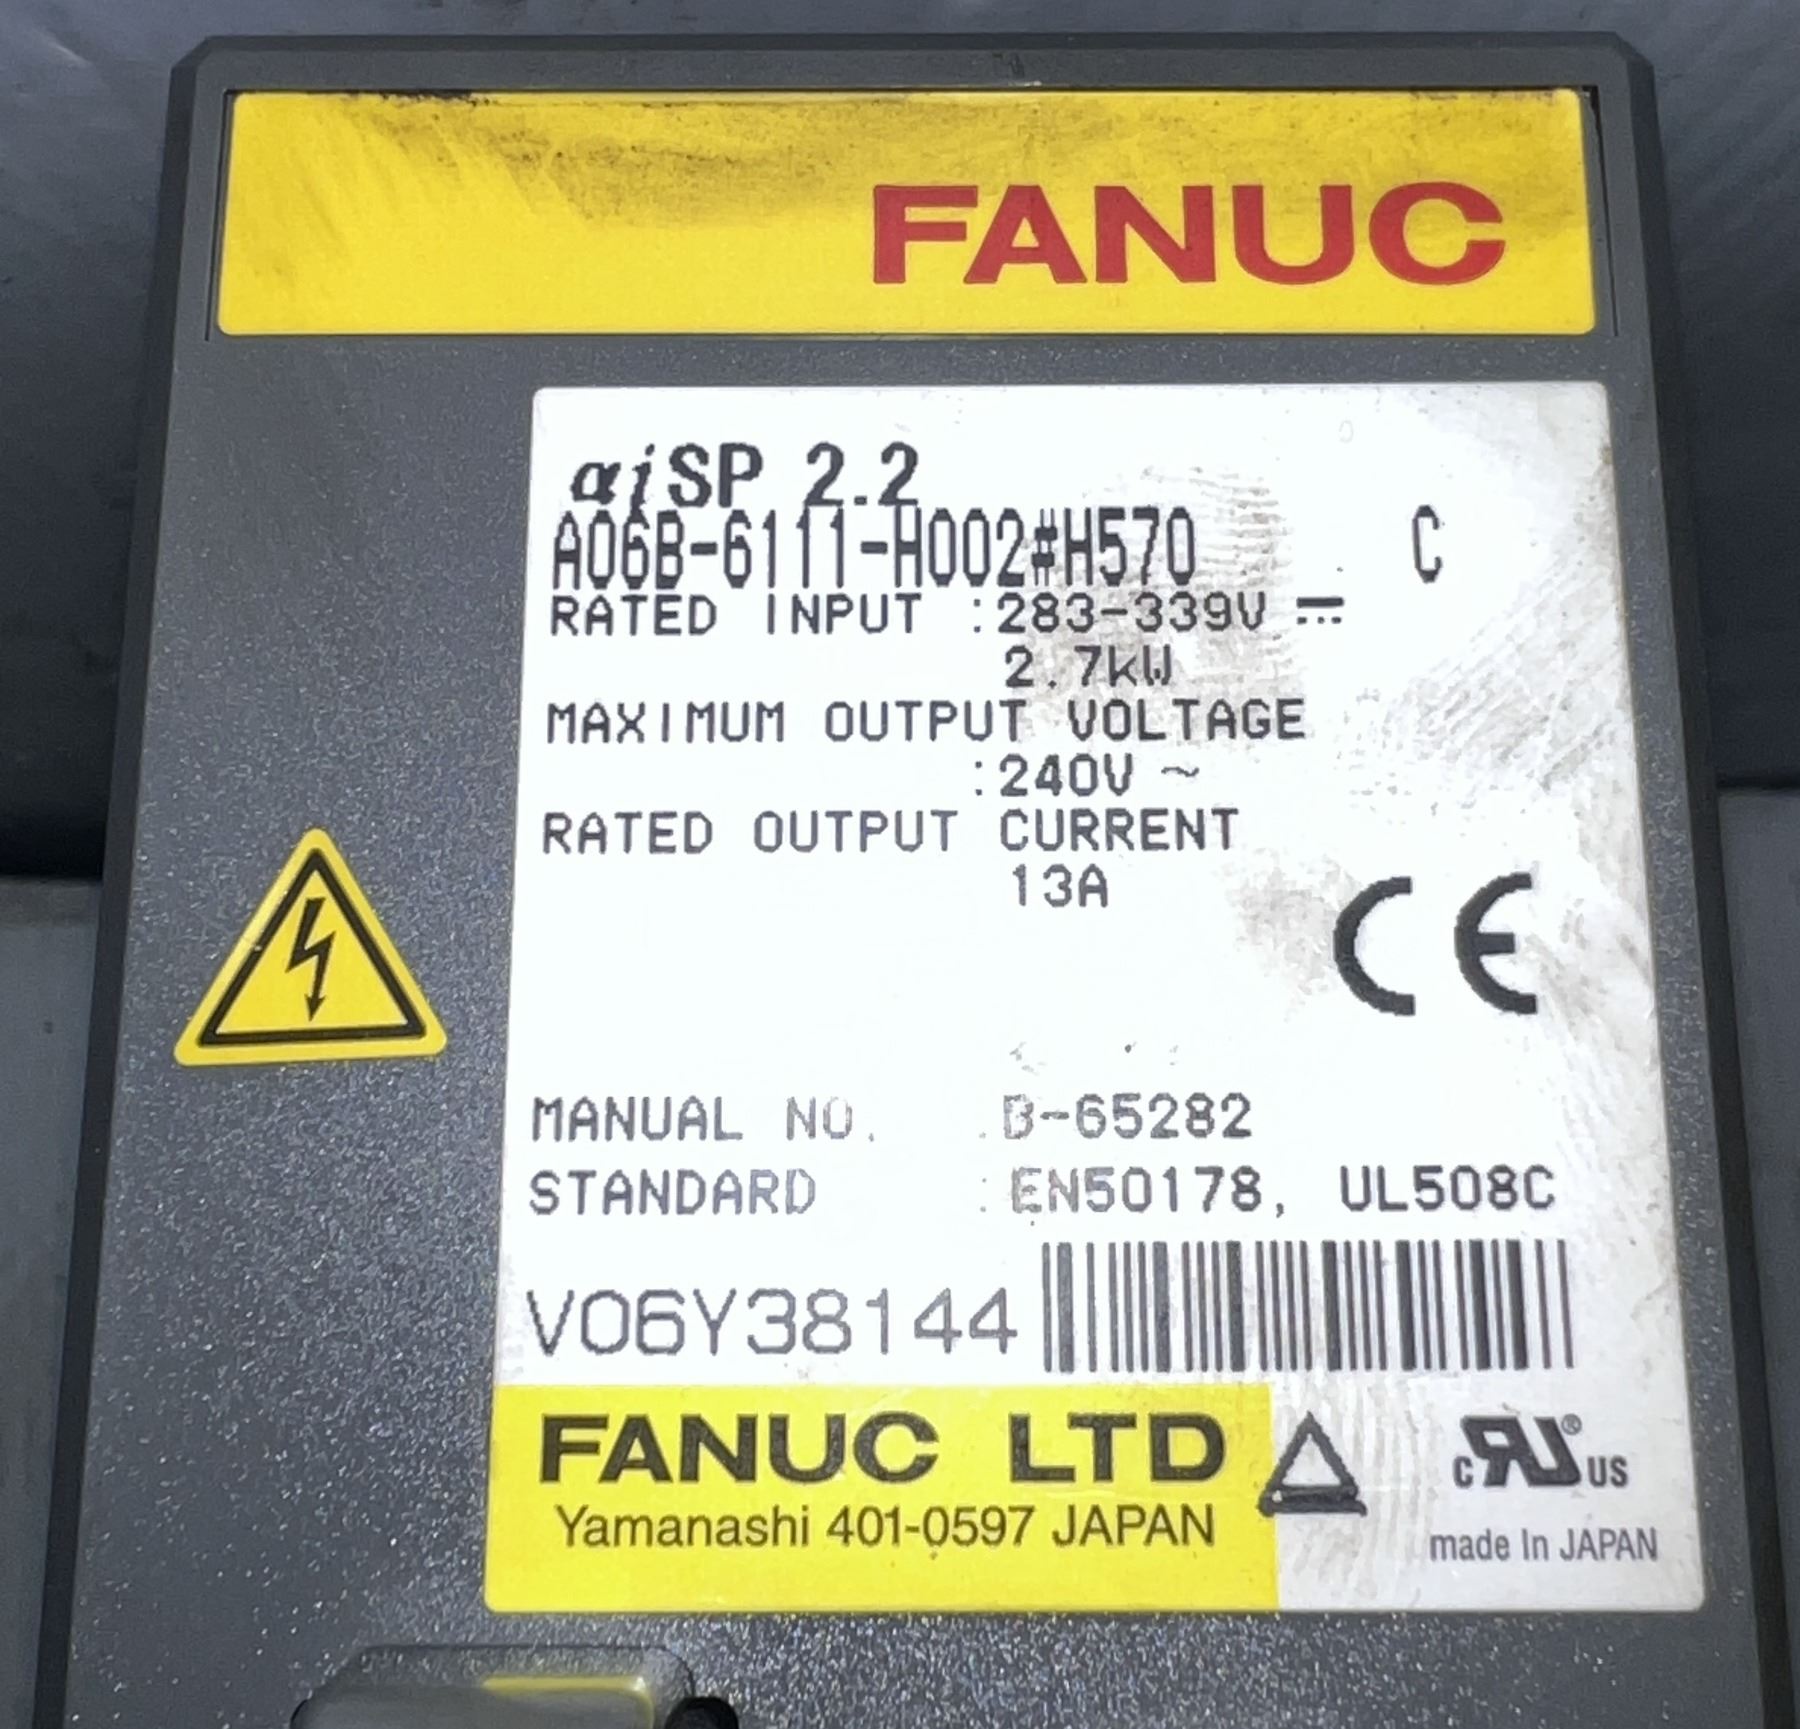 FANUC
αiSP 2.2
A06B-6111-H002#H570 C
RATED INPUT :283-339V ⎓
2.7kW
MAXIMUM OUTPUT VOLTAGE
:240V ~
RATED OUTPUT CURRENT
13A
CE
MANUAL NO. :B-65282
STANDARD :EN50178, UL508C
V06Y38144
FANUC LTD
Yamanashi 401-0597 JAPAN
c RU® US
made In JAPAN